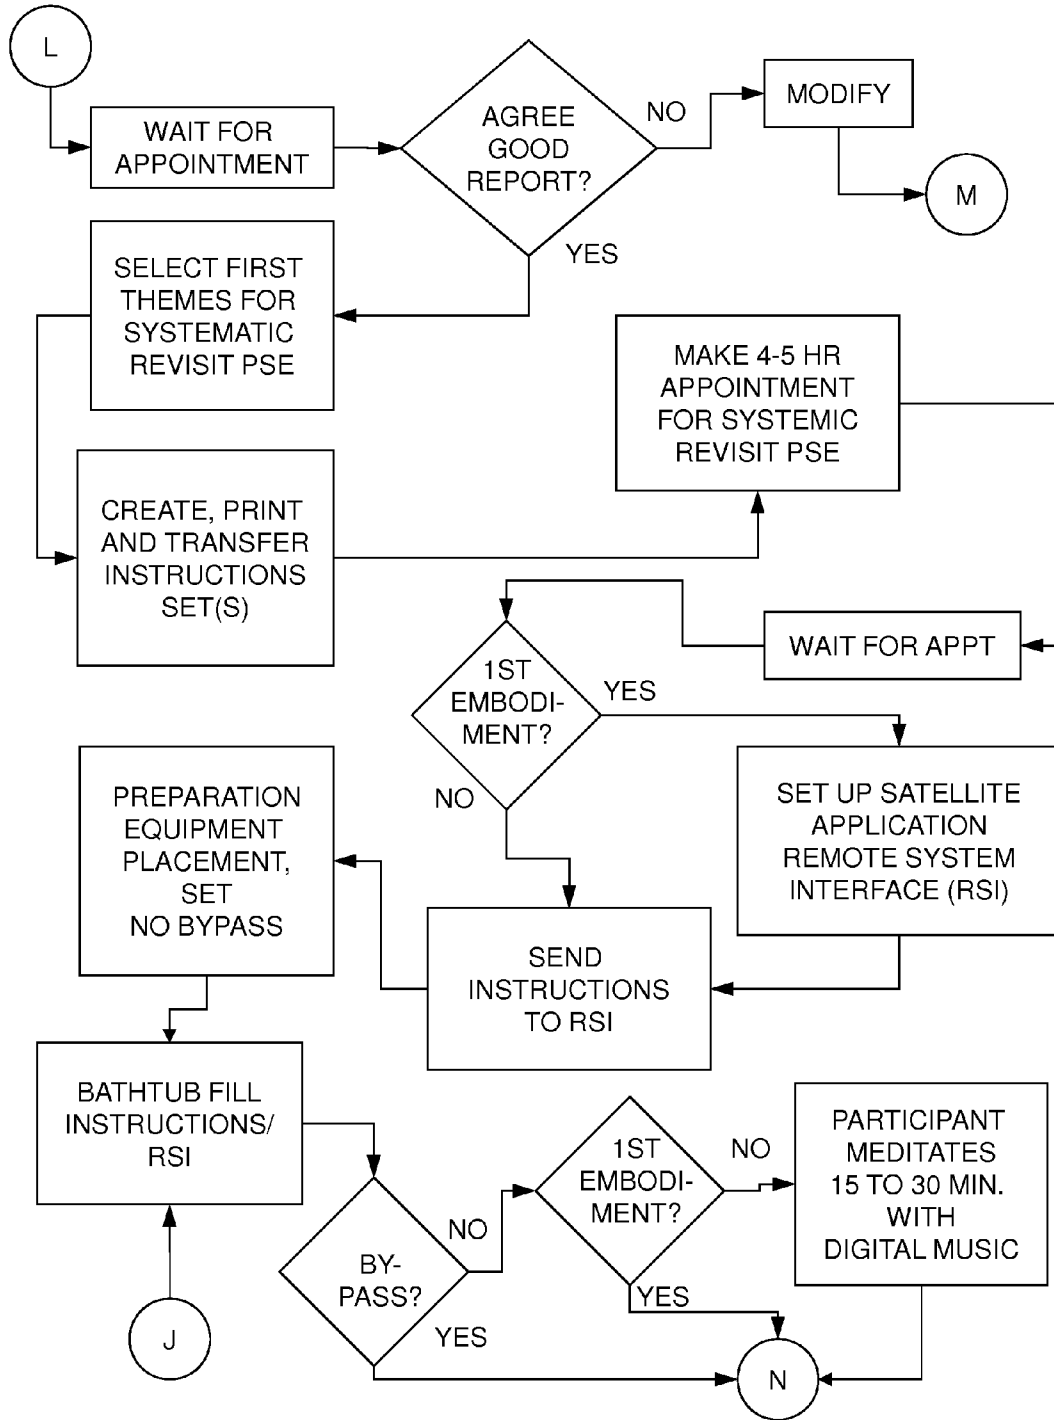 L
WAIT FOR
APPOINTMENT
AGREE
GOOD
REPORT?
NO
MODIFY
M
YES
SELECT FIRST
THEMES FOR
SYSTEMATIC
REVISIT PSE
MAKE 4-5 HR
APPOINTMENT
FOR SYSTEMIC
REVISIT PSE
CREATE, PRINT
AND TRANSFER
INSTRUCTIONS
SET(S)
WAIT FOR APPT
1ST
EMBODI-
MENT?
YES
NO
SET UP SATELLITE
APPLICATION
REMOTE SYSTEM
INTERFACE (RSI)
PREPARATION
EQUIPMENT
PLACEMENT,
SET
NO BYPASS
SEND
INSTRUCTIONS
TO RSI
BATHTUB FILL
INSTRUCTIONS/
RSI
J
BY-
PASS?
NO
YES
1ST
EMBODI-
MENT?
NO
YES
PARTICIPANT
MEDITATES
15 TO 30 MIN.
WITH
DIGITAL MUSIC
N